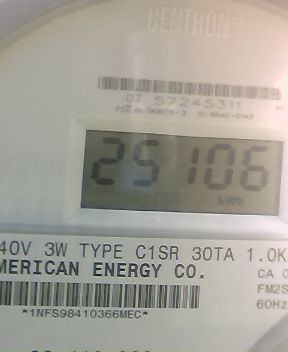 CENTRON®
07 57245311
25106
kWh
40V 3W TYPE C1SR 30TA 1.0K
MERICAN ENERGY CO.
CA 0
FM2S
60Hz
*1NFS98410366MEC*